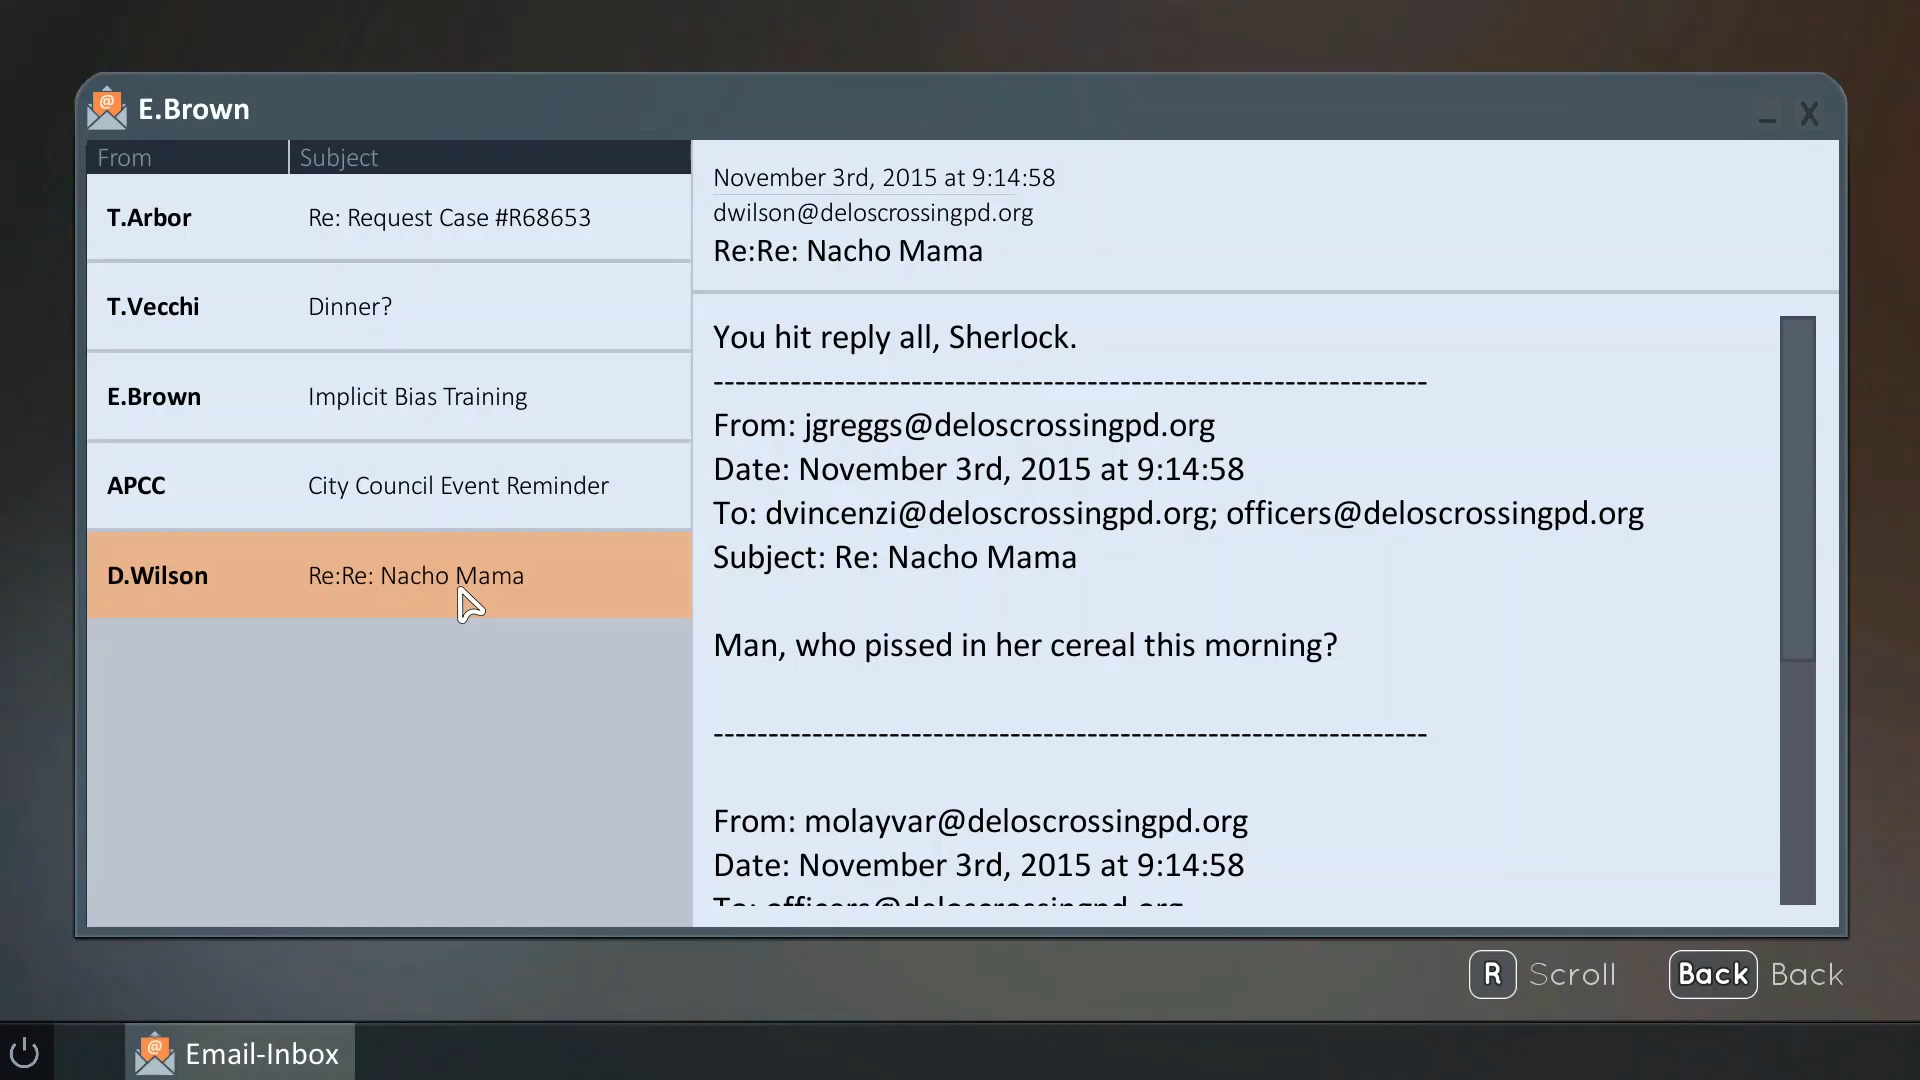 E.Brown
From Subject
T.Arbor Re: Request Case #R68653
T.Vecchi Dinner?
E.Brown Implicit Bias Training
APCC City Council Event Reminder
D.Wilson Re:Re: Nacho Mama
November 3rd, 2015 at 9:14:58
dwilson@deloscrossingpd.org
Re:Re: Nacho Mama
You hit reply all, Sherlock.
-----------------------------------------------------------------
From: jgreggs@deloscrossingpd.org
Date: November 3rd, 2015 at 9:14:58
To: dvincenzi@deloscrossingpd.org; officers@deloscrossingpd.org
Subject: Re: Nacho Mama
Man, who pissed in her cereal this morning?
-----------------------------------------------------------------
From: molayvar@deloscrossingpd.org
Date: November 3rd, 2015 at 9:14:58
To: officers@deloscrossingpd.org
R Scroll Back Back
Email-Inbox